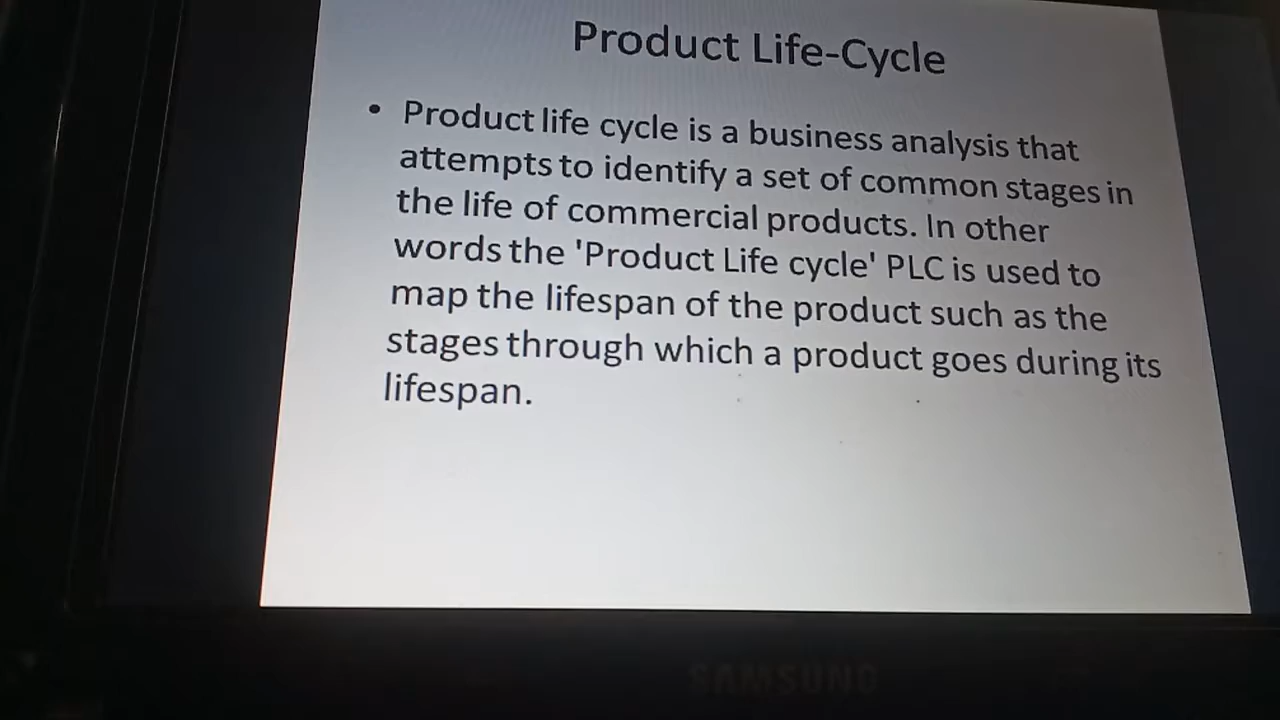 Product Life-Cycle
• Product life cycle is a business analysis that
attempts to identify a set of common stages in
the life of commercial products. In other
words the 'Product Life cycle' PLC is used to
map the lifespan of the product such as the
stages through which a product goes during its
lifespan.
SAMSUNG